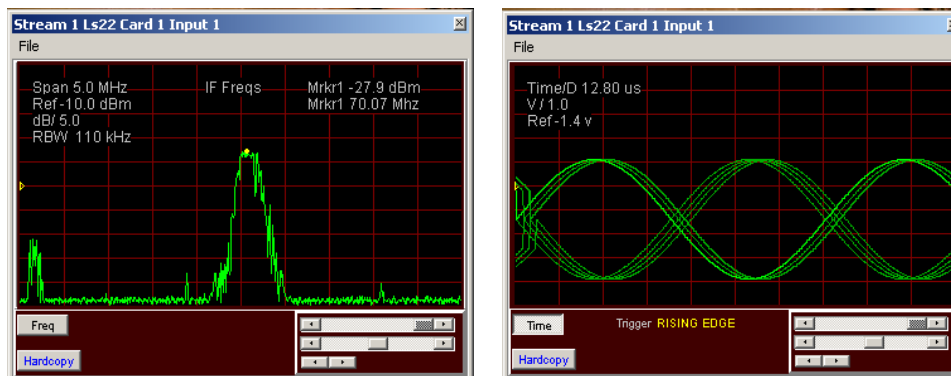 Stream 1 Ls22 Card 1 Input 1
File
Span 5.0 MHz IF Freqs Mrkr1 -27.9 dBm
Ref-10.0 dBm Mrkr1 70.07 Mhz
dB/ 5.0
RBW 110 kHz
Freq
Hardcopy
Stream 1 Ls22 Card 1 Input 1
File
Time/D 12.80 us
V/1.0
Ref-1.4 v
Time Trigger RISING EDGE
Hardcopy